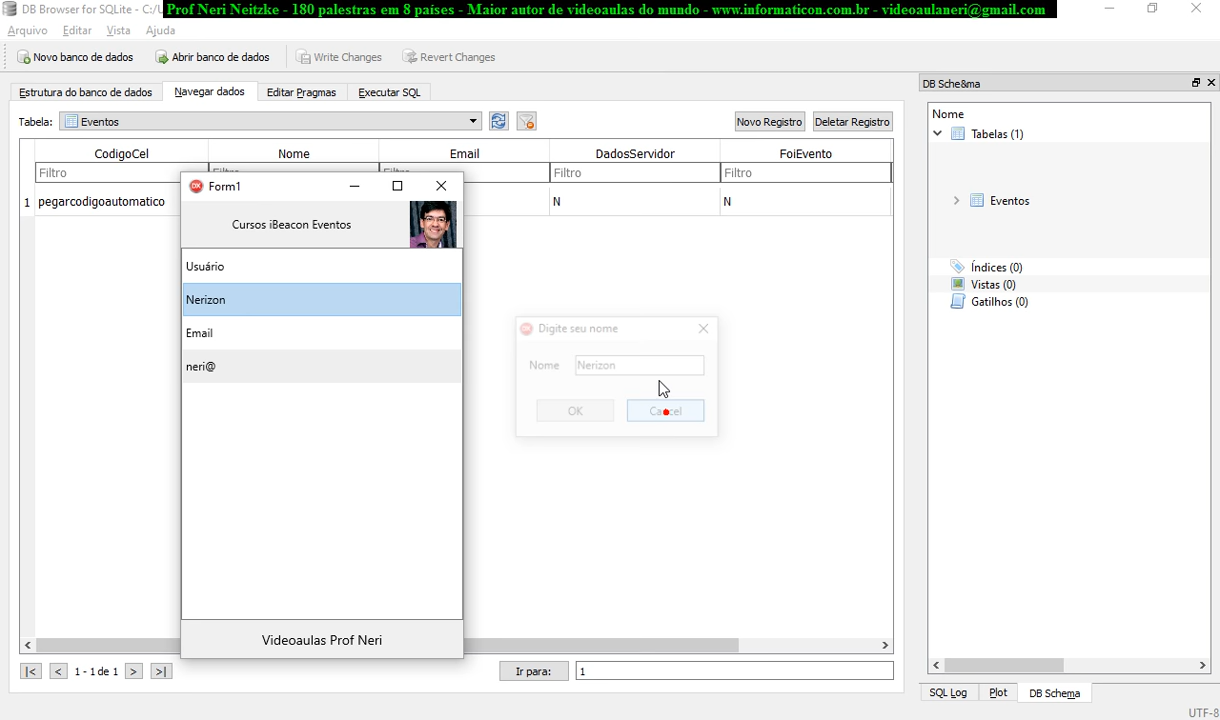 DB Browser for SQLite - C:/U
Prof Neri Neitzke - 180 palestras em 8 países - Maior autor de videoaulas do mundo - www.informaticon.com.br - videoaulaneri@gmail.com
Arquivo Editar Vista Ajuda
Novo banco de dados Abrir banco de dados Write Changes Revert Changes
Estrutura do banco de dados Navegar dados Editar Pragmas Executar SQL
Tabela: Eventos Novo Registro Deletar Registro
CodigoCel Nome Email DadosServidor FoiEvento
Filtro Filtro Filtro
1 pegarcodigoautomatico N N
Form1
Cursos iBeacon Eventos
Usuário
Nerizon
Email
neri@
Videoaulas Prof Neri
Digite seu nome
Nome Nerizon
OK Cancel
1 - 1 de 1 Ir para: 1
DB Sche&ma
Nome
Tabelas (1)
Eventos
Índices (0)
Vistas (0)
Gatilhos (0)
SQL Log Plot DB Schema
UTF-8